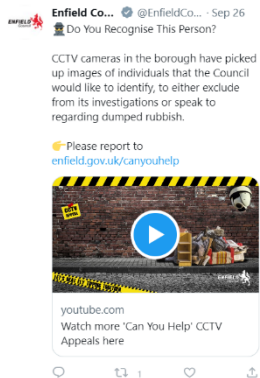 Enfield Co... @EnfieldCo... · Sep 26
Do You Recognise This Person?
CCTV cameras in the borough have picked
up images of individuals that the Council
would like to identify, to either exclude
from its investigations or speak to
regarding dumped rubbish.
Please report to
enfield.gov.uk/canyouhelp
CCTV
ENFIELD
youtube.com
Watch more 'Can You Help' CCTV
Appeals here
1